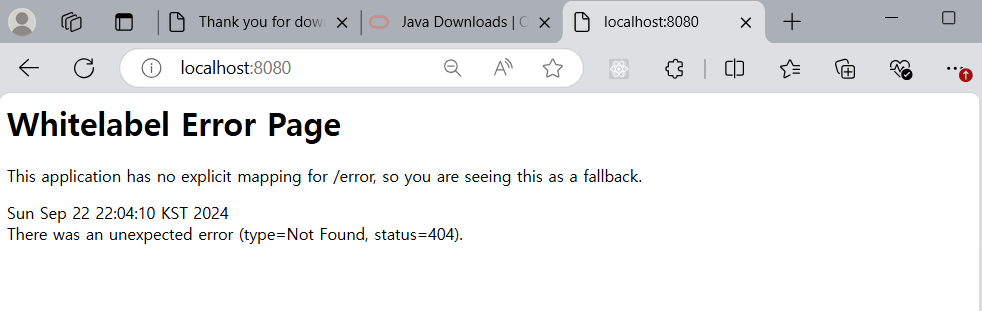 Thank you for dow
Java Downloads |
localhost:8080
localhost:8080
Whitelabel Error Page
This application has no explicit mapping for /error, so you are seeing this as a fallback.
Sun Sep 22 22:04:10 KST 2024
There was an unexpected error (type=Not Found, status=404).